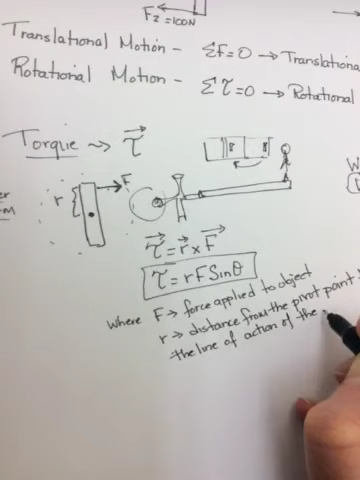 F2=100N
Translational Motion - Σf=0 → Translationa
Rotational Motion - Στ=0 → Rotational
Torque ~> τ
r F
τ = r x F
τ = rFSinθ
where F → force applied to object
r → distance from the pivot point
the line of action of the